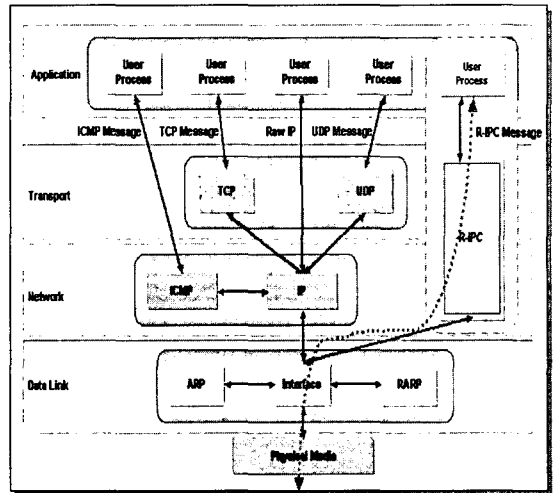 User Process
User Process
User Process
User Process
User Process
Application
ICMP Message
TCP Message
Raw IP
UDP Message
R-IPC Message
TCP
UDP
Transport
R-IPC
ICMP
IP
Network
Data Link
ARP
Interface
RARP
Physical Media